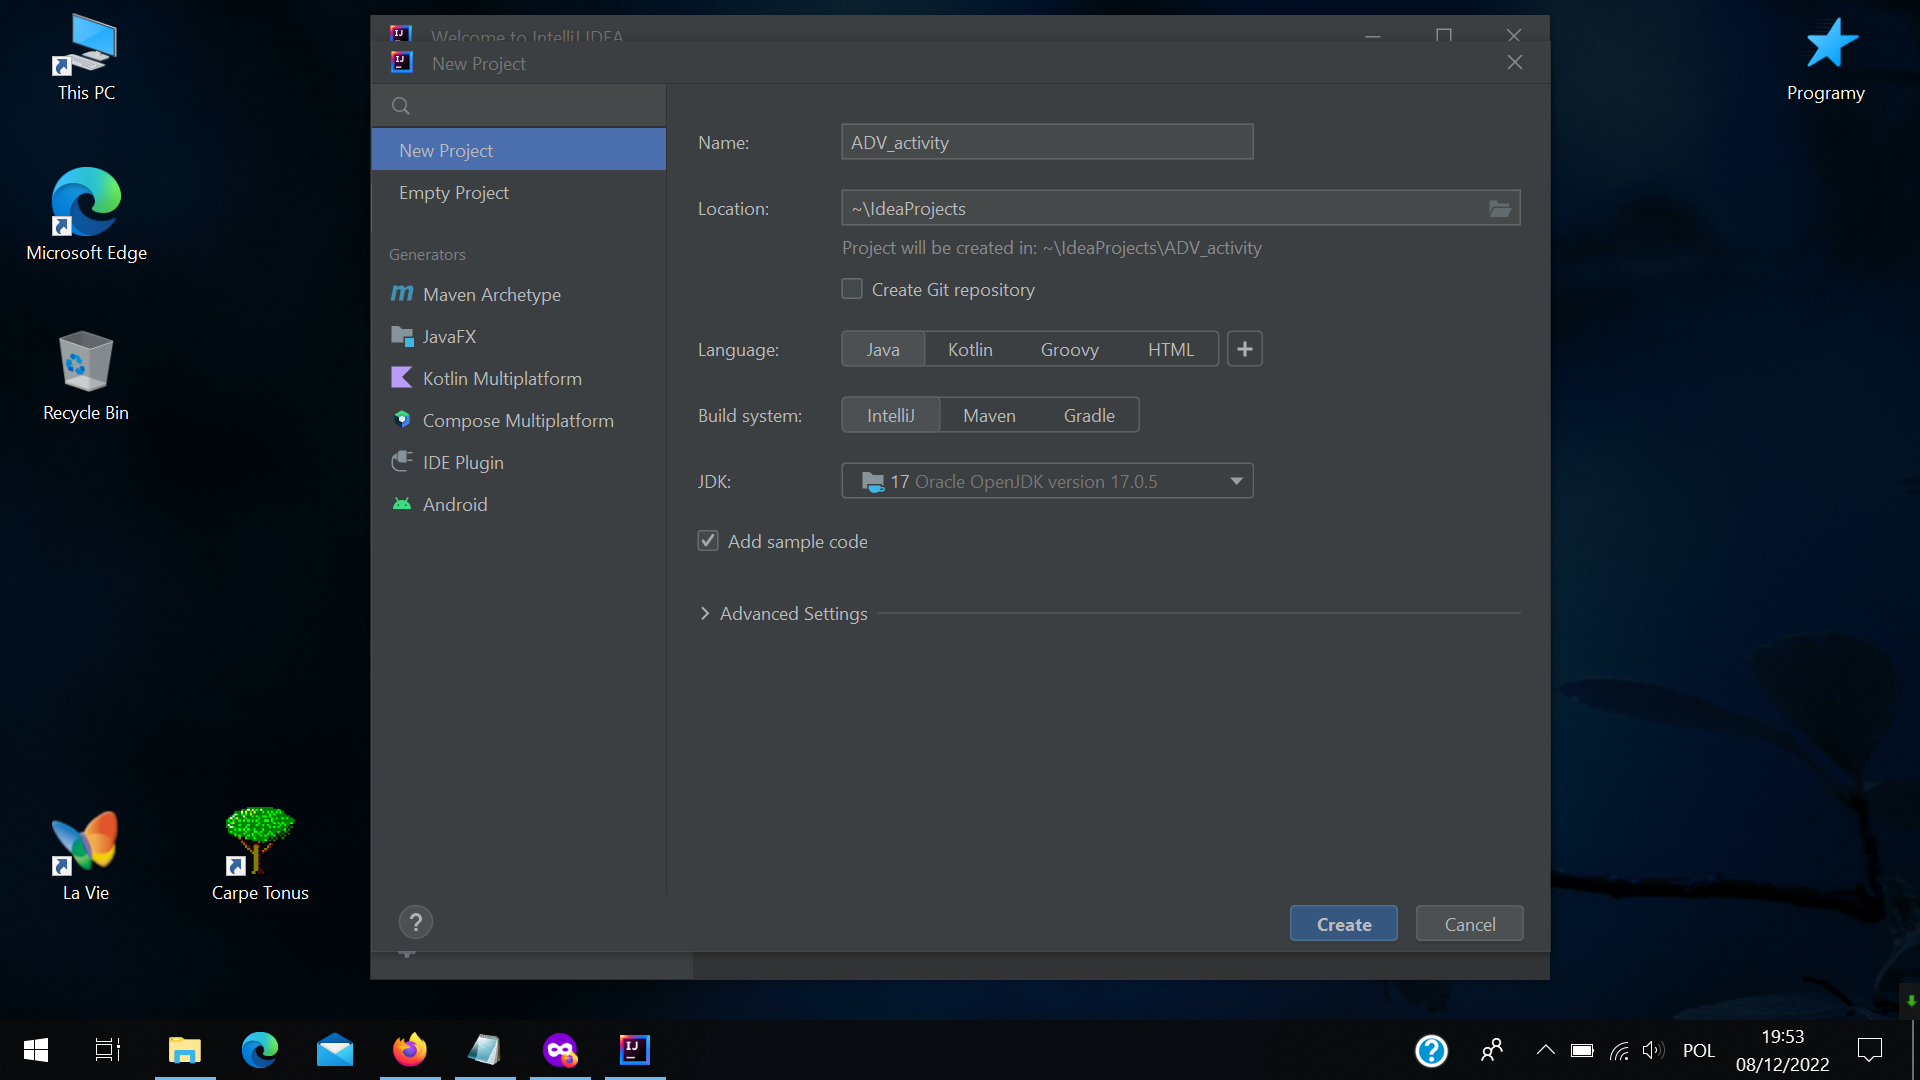 This PC
Microsoft Edge
Recycle Bin
La Vie
Carpe Tonus
Programy
Welcome to IntelliJ IDEA
New Project
New Project
Empty Project
Generators
Maven Archetype
JavaFX
Kotlin Multiplatform
Compose Multiplatform
IDE Plugin
Android
Name: ADV_activity
Location: ~\IdeaProjects
Project will be created in: ~\IdeaProjects\ADV_activity
Create Git repository
Language: Java Kotlin Groovy HTML +
Build system: IntelliJ Maven Gradle
JDK: 17 Oracle OpenJDK version 17.0.5
Add sample code
Advanced Settings
? Create Cancel
POL
19:53
08/12/2022